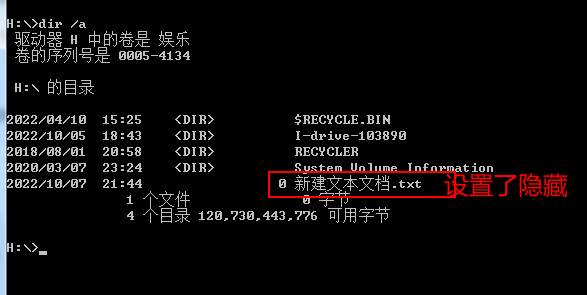 H:\>dir /a
驱动器 H 中的卷是 娱乐
卷的序列号是 0005-4134
H:\ 的目录
2022/04/10 15:25 <DIR> $RECYCLE.BIN
2022/10/05 18:43 <DIR> I-drive-103890
2018/08/01 20:58 <DIR> RECYCLER
2020/03/07 23:24 <DIR> System Volume Information
2022/10/07 21:44 0 新建文本文档.txt 设置了隐藏
1 个文件 0 字节
4 个目录 120,730,443,776 可用字节
H:\>_